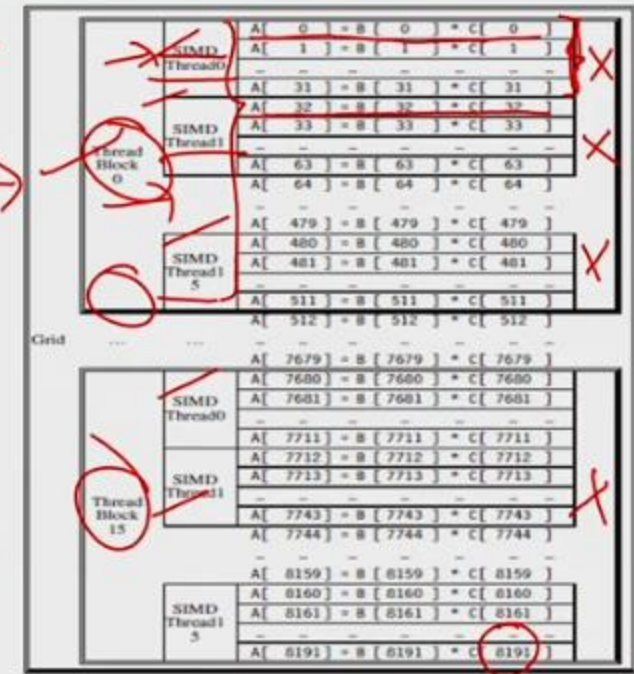 A[ 0 ] = B [ 0 ] * C[ 0 ]
SIMD Thread0
A[ 1 ] = B [ 1 ] * C[ 1 ]
A[ 31 ] = B [ 31 ] * C[ 31 ]
A[ 32 ] = B [ 32 ] * C[ 32 ]
SIMD Thread1
A[ 33 ] = B [ 33 ] * C[ 33 ]
Thread Block 0
A[ 63 ] = B [ 63 ] * C[ 63 ]
A[ 64 ] = B [ 64 ] * C[ 64 ]
A[ 479 ] = B [ 479 ] * C[ 479 ]
A[ 480 ] = B [ 480 ] * C[ 480 ]
SIMD Thread1 5
A[ 481 ] = B [ 481 ] * C[ 481 ]
A[ 511 ] = B [ 511 ] * C[ 511 ]
A[ 512 ] = B [ 512 ] * C[ 512 ]
Grid ... ...
A[ 7679 ] = B [ 7679 ] * C[ 7679 ]
A[ 7680 ] = B [ 7680 ] * C[ 7680 ]
SIMD Thread0
A[ 7681 ] = B [ 7681 ] * C[ 7681 ]
A[ 7711 ] = B [ 7711 ] * C[ 7711 ]
A[ 7712 ] = B [ 7712 ] * C[ 7712 ]
SIMD Thread1
A[ 7713 ] = B [ 7713 ] * C[ 7713 ]
Thread Block 15
A[ 7743 ] = B [ 7743 ] * C[ 7743 ]
A[ 7744 ] = B [ 7744 ] * C[ 7744 ]
A[ 8159 ] = B [ 8159 ] * C[ 8159 ]
A[ 8160 ] = B [ 8160 ] * C[ 8160 ]
SIMD Thread1 5
A[ 8161 ] = B [ 8161 ] * C[ 8161 ]
A[ 8191 ] = B [ 8191 ] * C[ 8191 ]